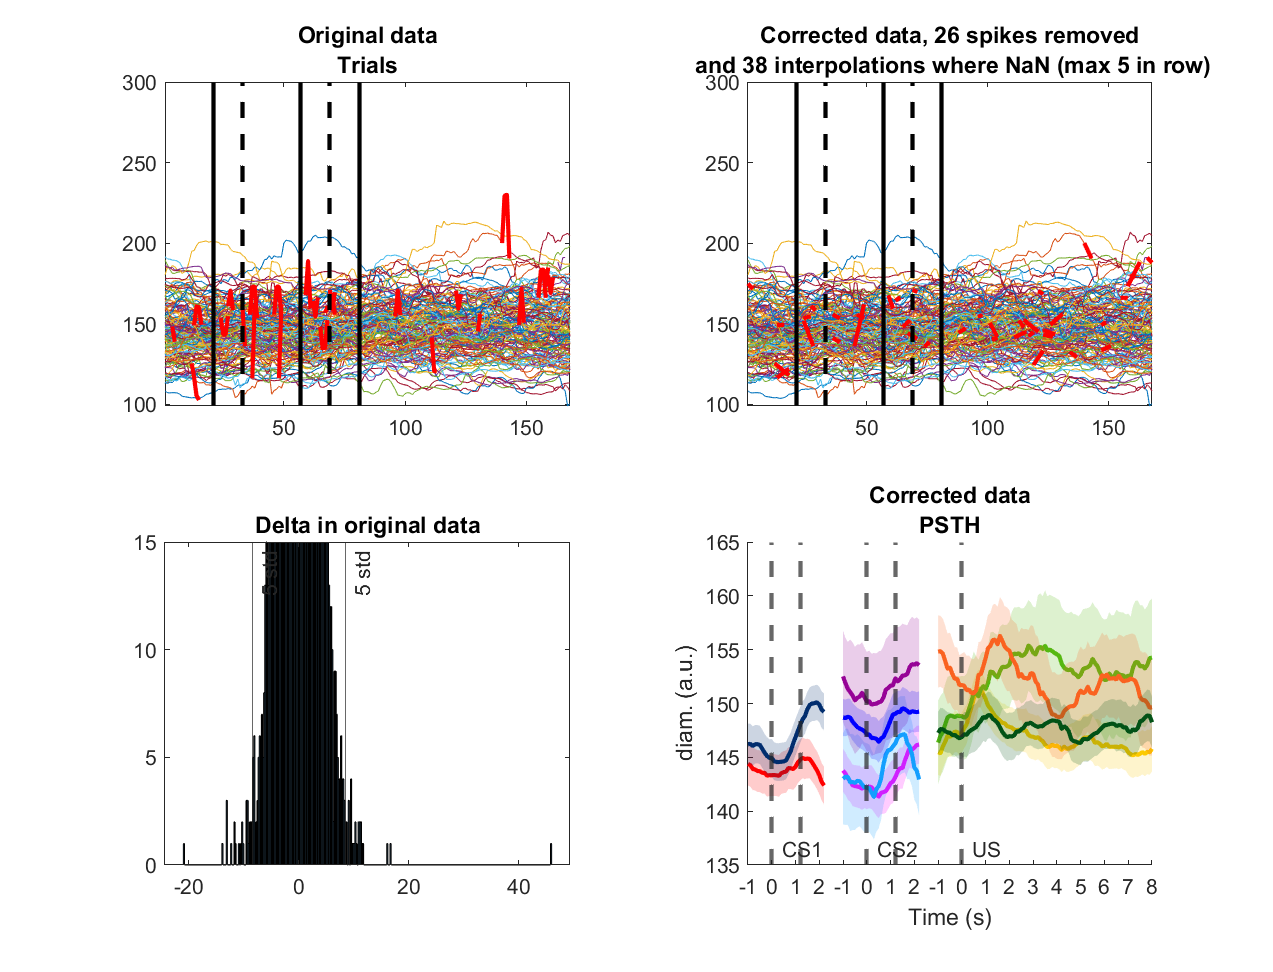 Original data
Trials
300
250
200
150
100
50
100
150
Corrected data, 26 spikes removed
and 38 interpolations where NaN (max 5 in row)
300
250
200
150
100
50
100
150
Delta in original data
15
10
5
0
5 std
5 std
-20
0
20
40
Corrected data
PSTH
165
160
155
150
145
140
135
diam. (a.u.)
CS1
CS2
US
-1 0 1 2 -1 0 1 2 -1 0 1 2 3 4 5 6 7 8
Time (s)